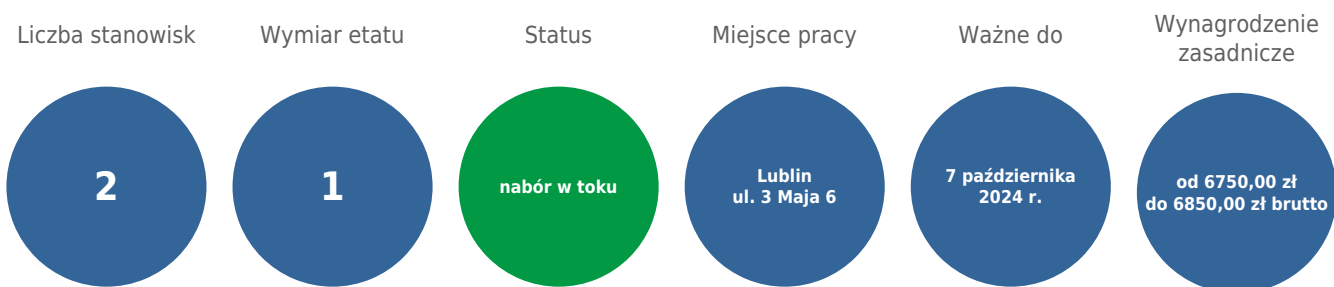 Liczba stanowisk
2
Wymiar etatu
1
Status
nabór w toku
Miejsce pracy
Lublin
ul. 3 Maja 6
Ważne do
7 października
2024 r.
Wynagrodzenie
zasadnicze
od 6750,00 zł
do 6850,00 zł brutto